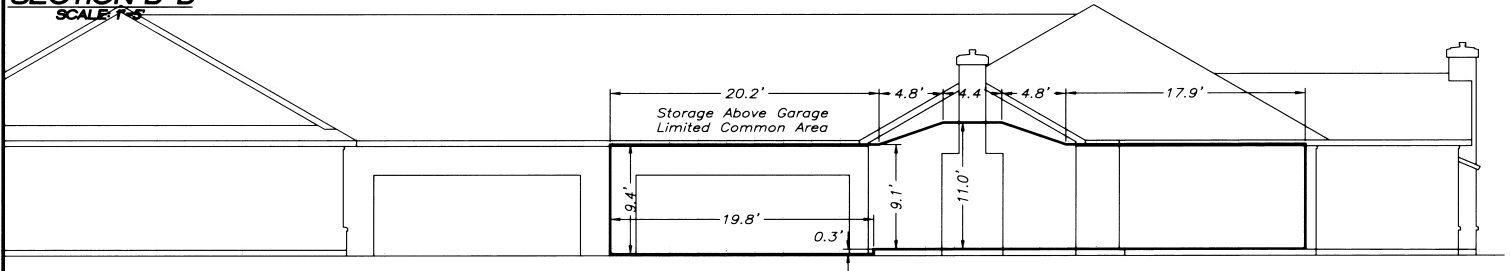 SECTION B-B
SCALE: 1"=5'
20.2'
4.8'
4.4'
4.8'
17.9'
Storage Above Garage
Limited Common Area
9.4'
9.1'
11.0'
19.8'
0.3'